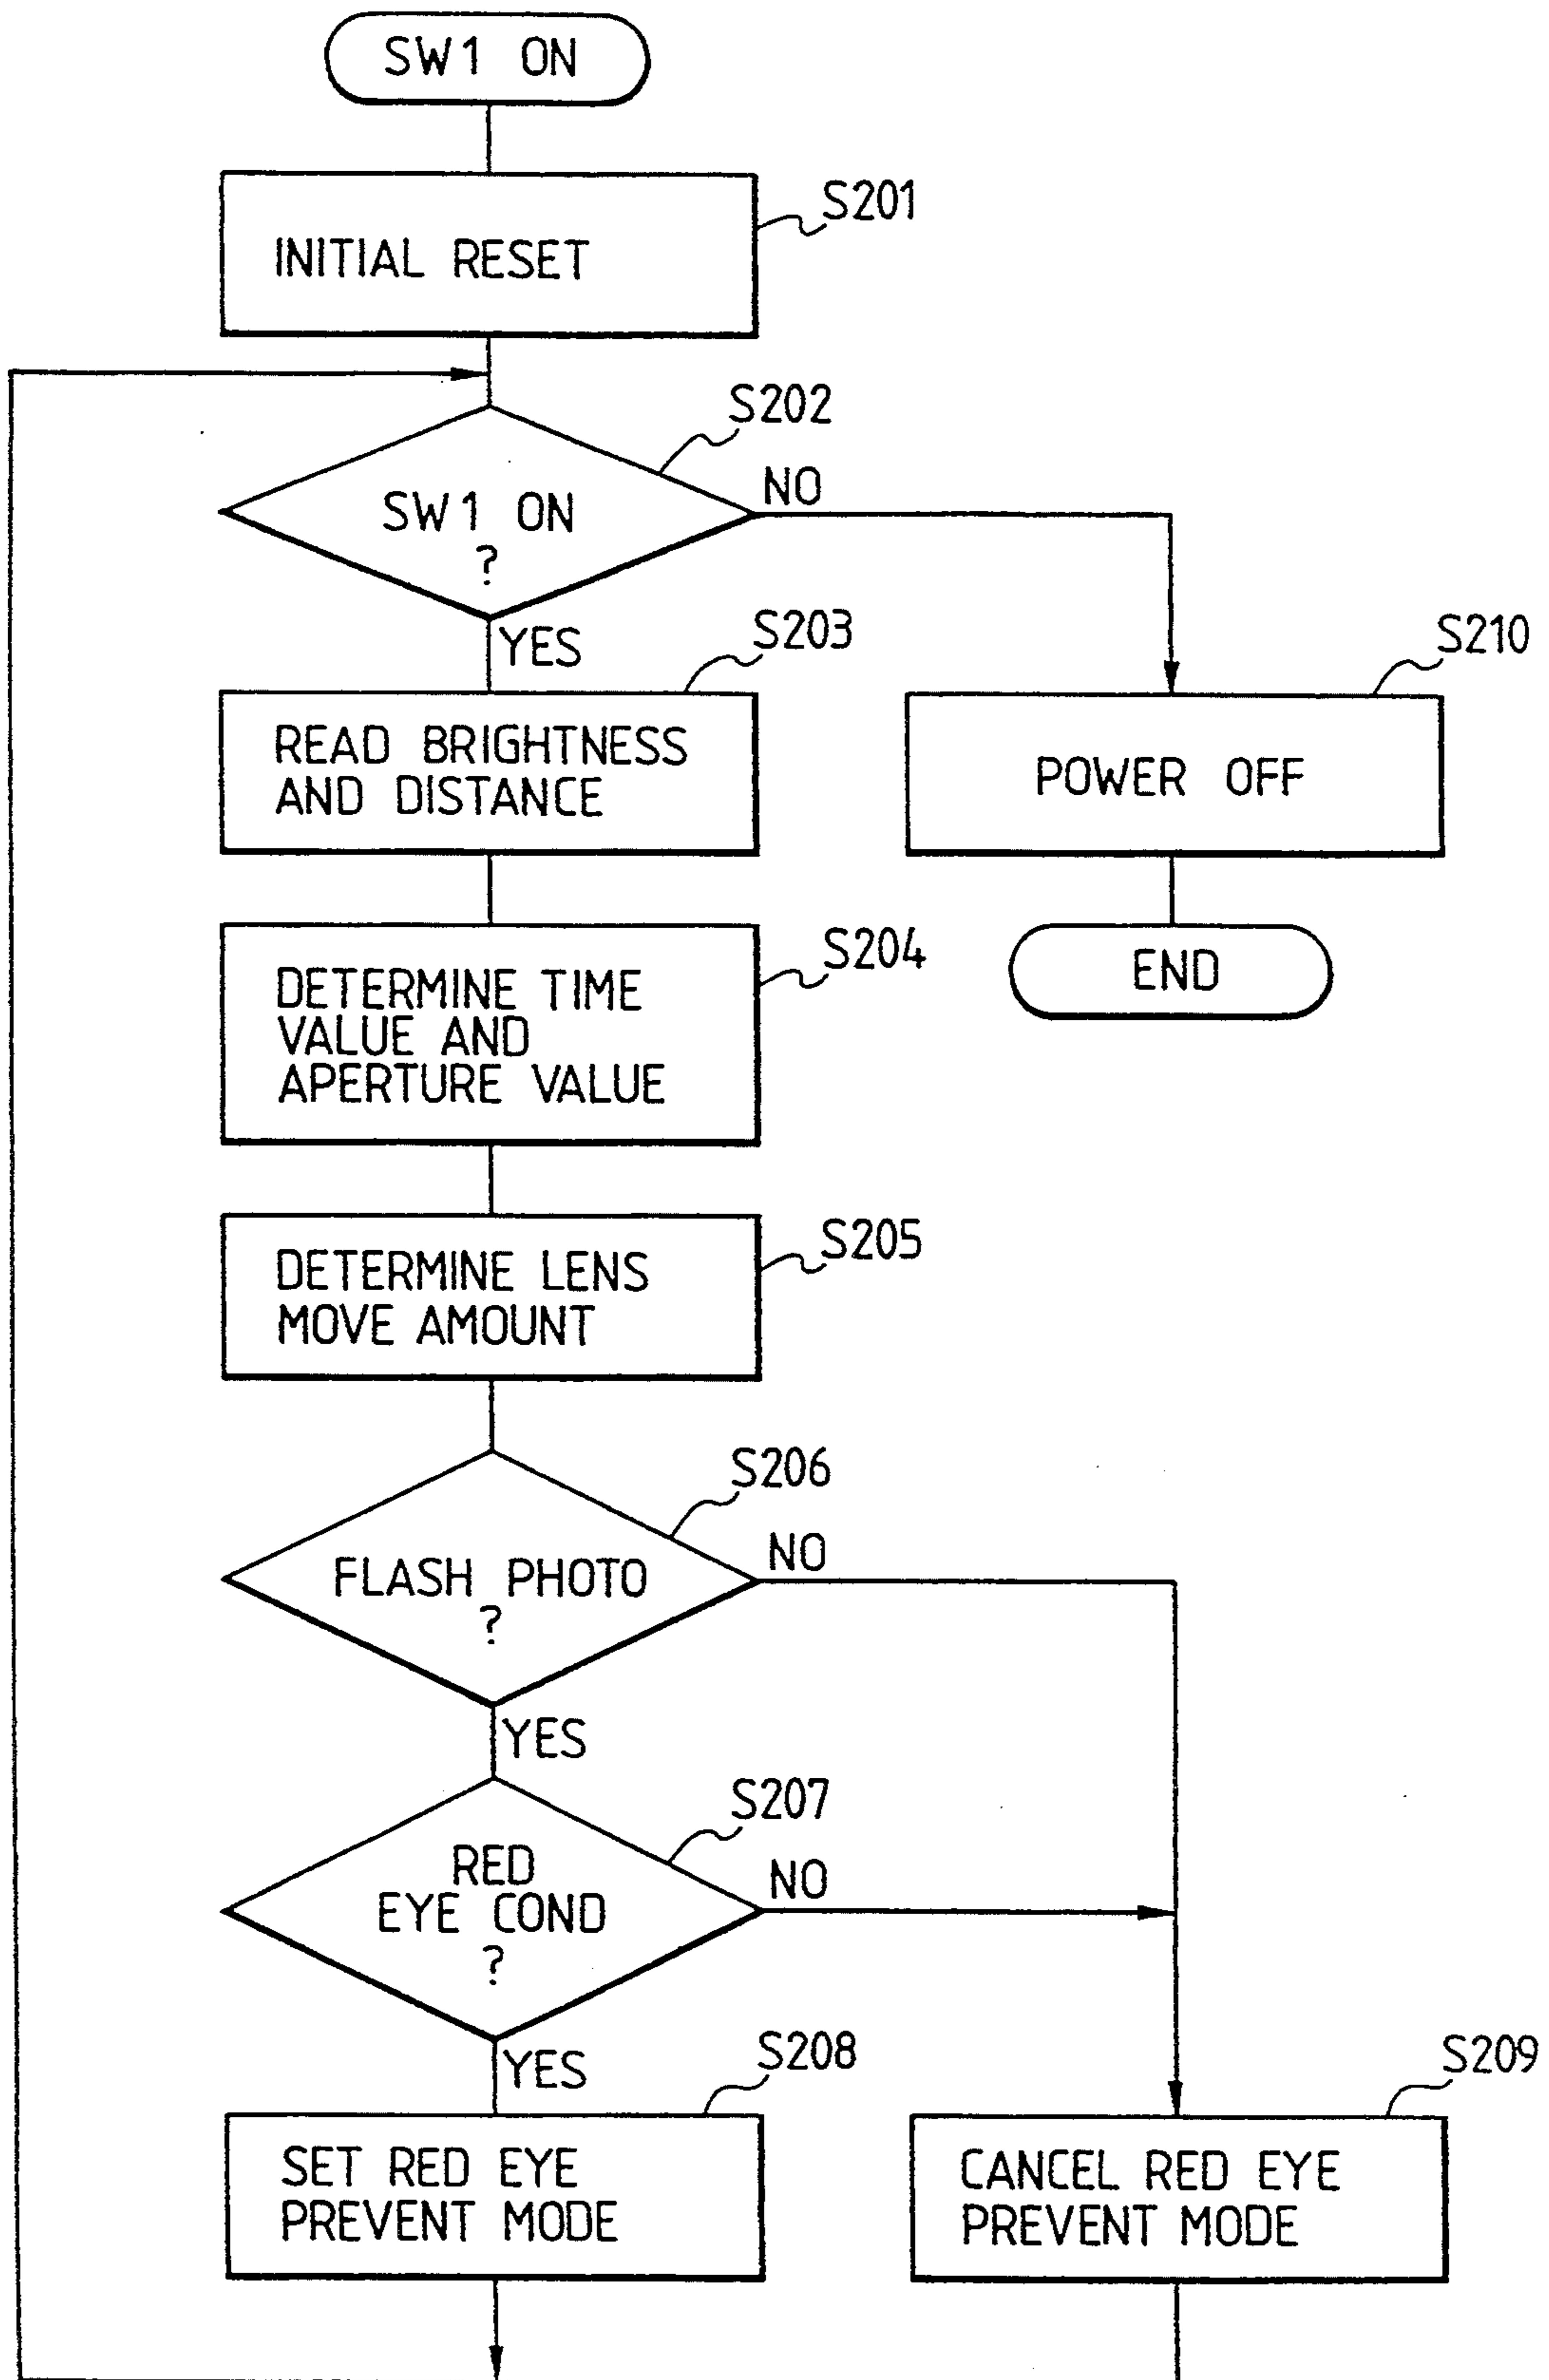 SW1 ON
S201
INITIAL RESET
S202
SW1 ON
?
NO
YES
S203
READ BRIGHTNESS
AND DISTANCE
S210
POWER OFF
END
S204
DETERMINE TIME
VALUE AND
APERTURE VALUE
S205
DETERMINE LENS
MOVE AMOUNT
S206
FLASH PHOTO
?
NO
YES
S207
RED
EYE COND
?
NO
YES
S208
SET RED EYE
PREVENT MODE
S209
CANCEL RED EYE
PREVENT MODE